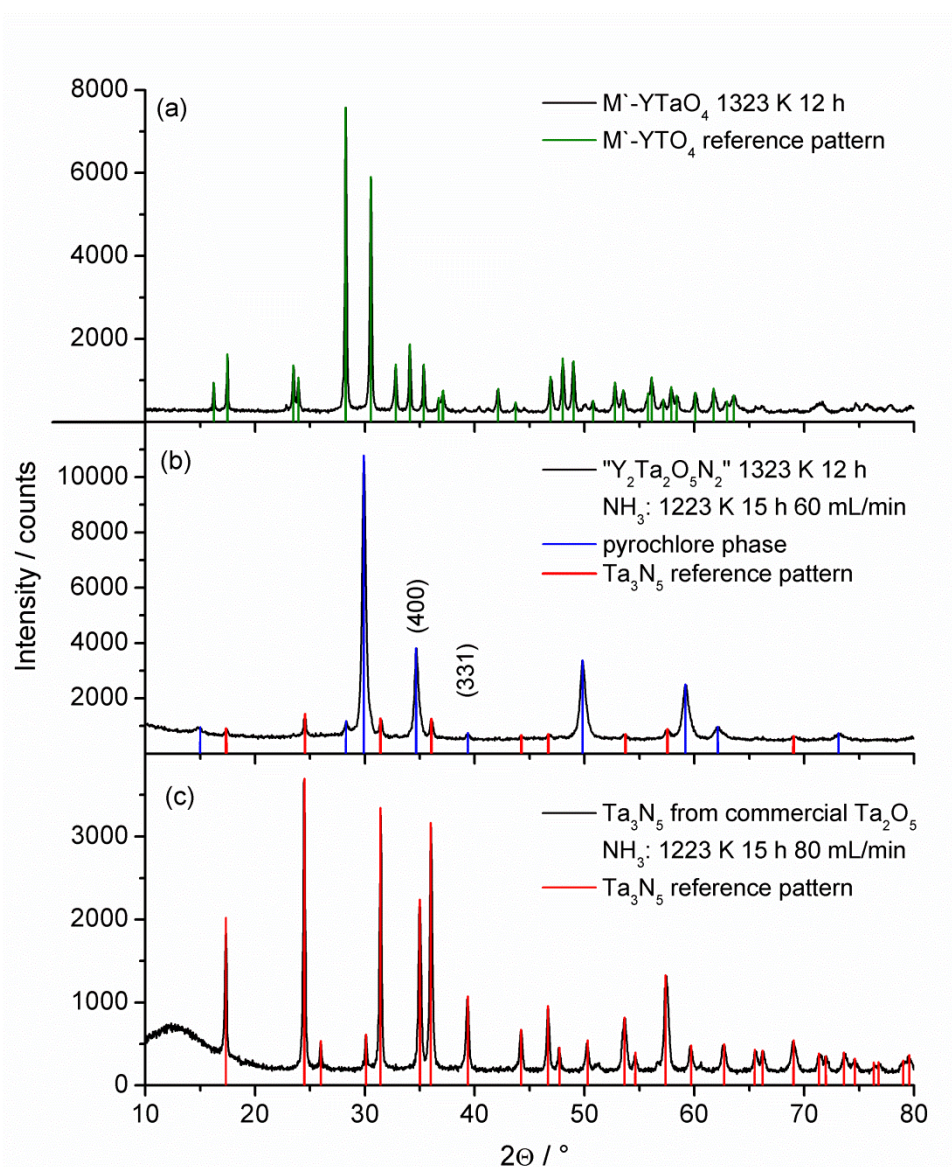 Intensity / counts
8000
6000
4000
2000
(a)
M`-YTaO₄ 1323 K 12 h
M`-YTO₄ reference pattern
10000
8000
6000
4000
2000
(b)
"Y₂Ta₂O₅N₂" 1323 K 12 h
NH₃: 1223 K 15 h 60 mL/min
pyrochlore phase
Ta₃N₅ reference pattern
(400)
(331)
3000
2000
1000
0
(c)
Ta₃N₅ from commercial Ta₂O₅
NH₃: 1223 K 15 h 80 mL/min
Ta₃N₅ reference pattern
10 20 30 40 50 60 70 80
2Θ / °